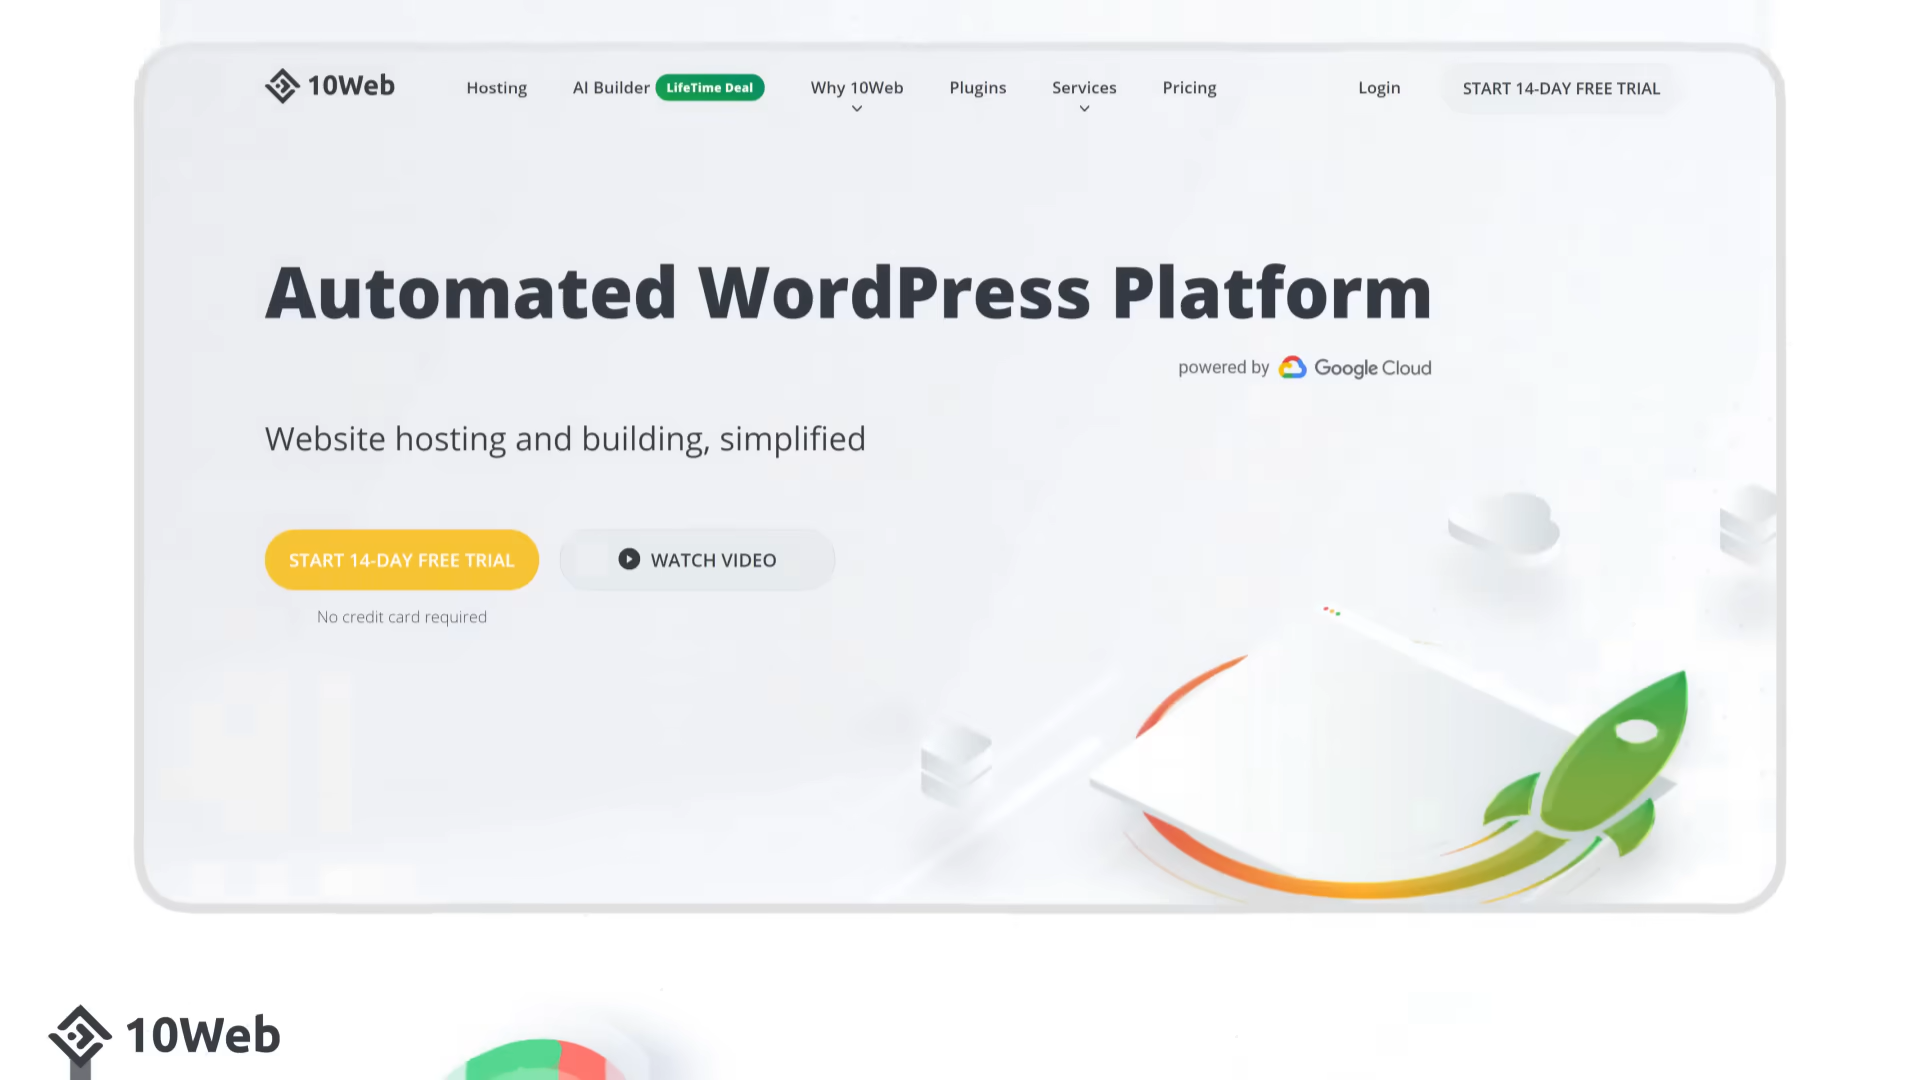 10Web Hosting AI Builder LifeTime Deal Why 10Web Plugins Services Pricing Login START 14-DAY FREE TRIAL
Automated WordPress Platform
powered by Google Cloud
Website hosting and building, simplified
START 14-DAY FREE TRIAL WATCH VIDEO
No credit card required
10Web